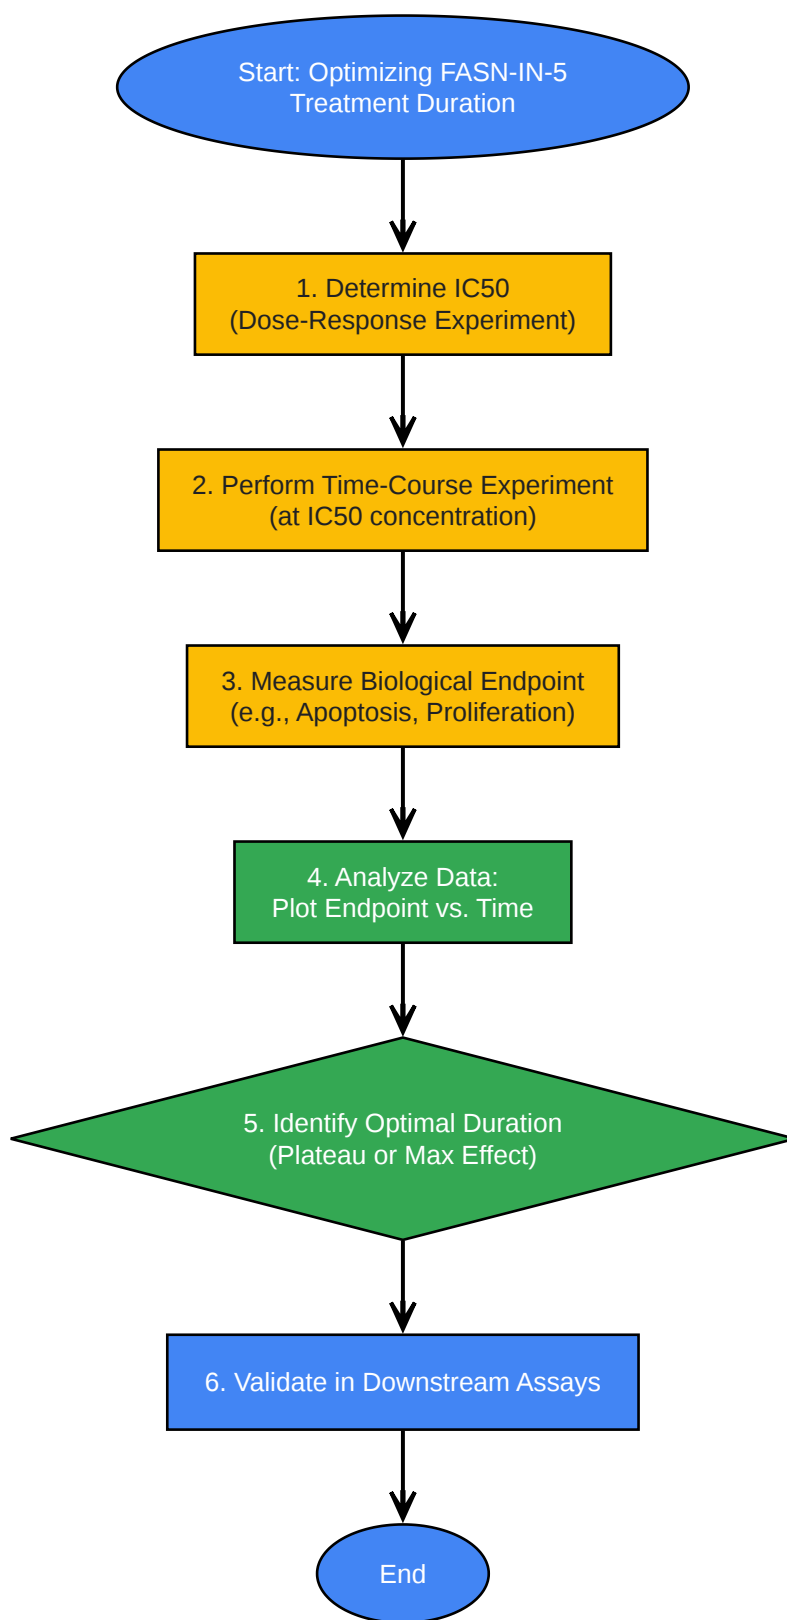 Start: Optimizing FASN-IN-5
Treatment Duration
1. Determine IC50
(Dose-Response Experiment)
2. Perform Time-Course Experiment
(at IC50 concentration)
3. Measure Biological Endpoint
(e.g., Apoptosis, Proliferation)
4. Analyze Data:
Plot Endpoint vs. Time
5. Identify Optimal Duration
(Plateau or Max Effect)
6. Validate in Downstream Assays
End